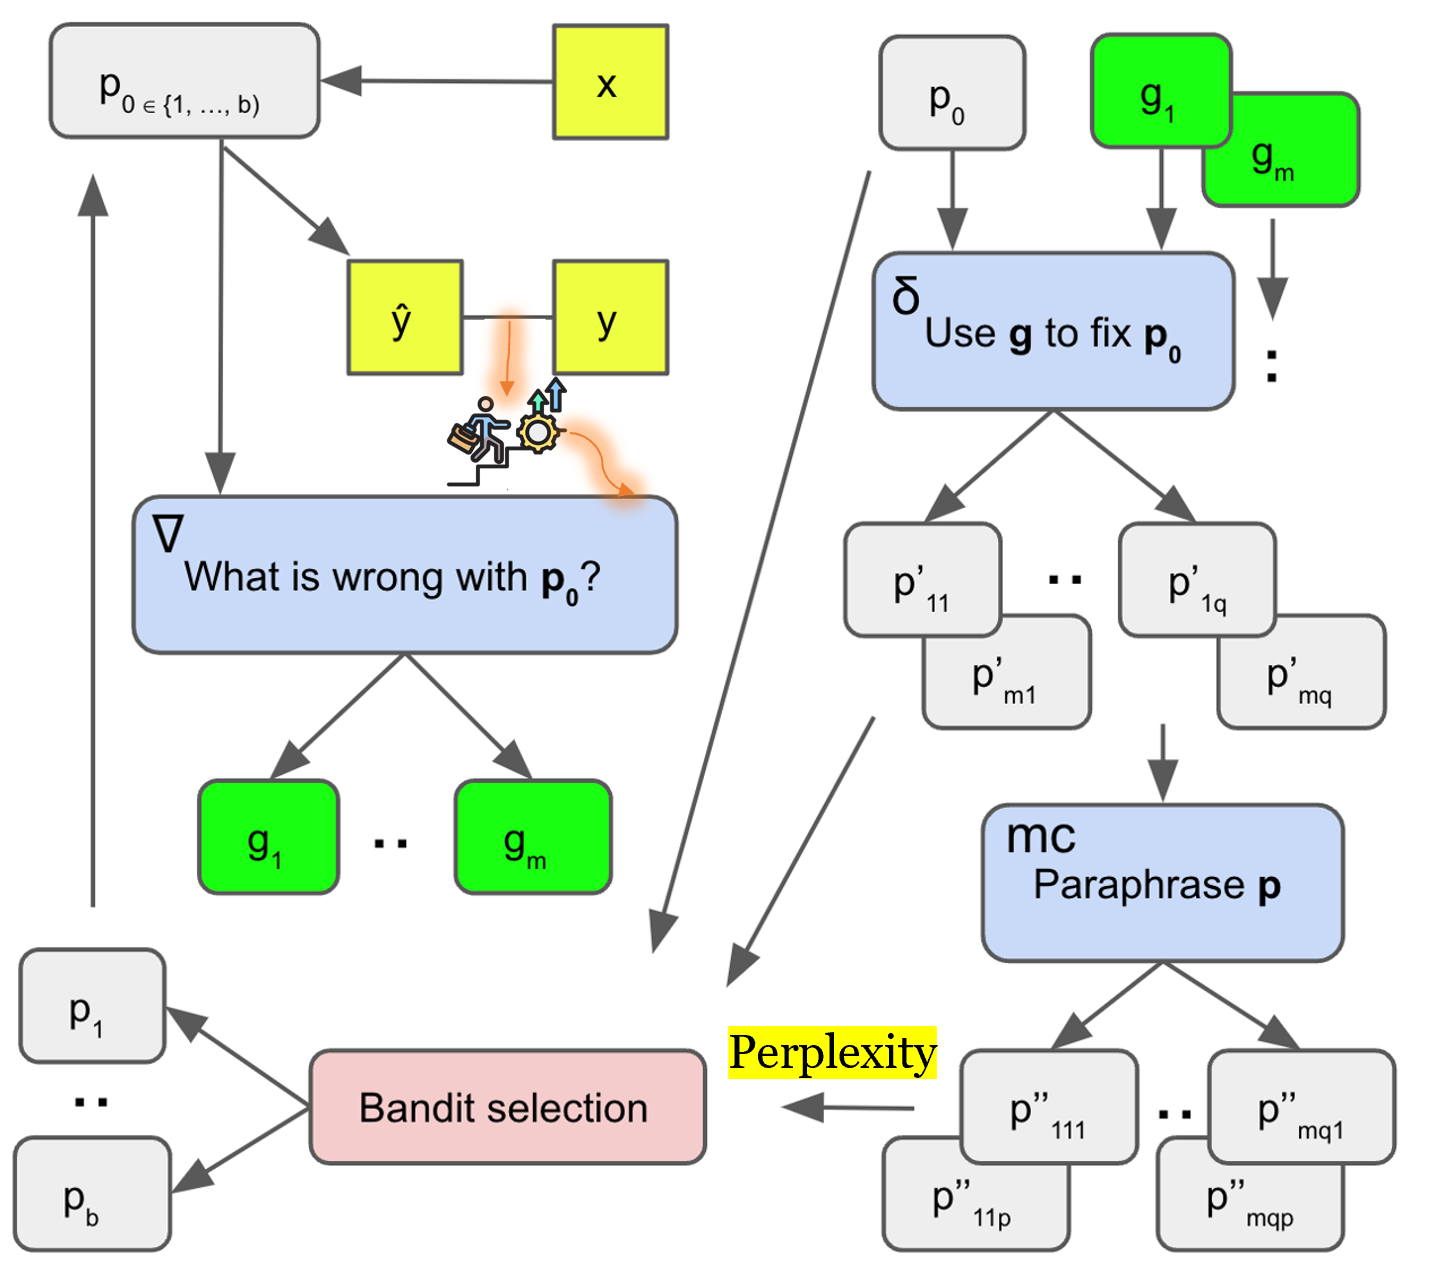 p0 ∈ {1, …, b)
x
ŷ
y
∇
What is wrong with p0?
g1
..
gm
p1
..
pb
Bandit selection
p0
g1
gm
δ
Use g to fix p0
:
p’11
..
p’1q
p’m1
p’mq
mc
Paraphrase p
Perplexity
p’’111
..
p’’mq1
p’’11p
p’’mqp